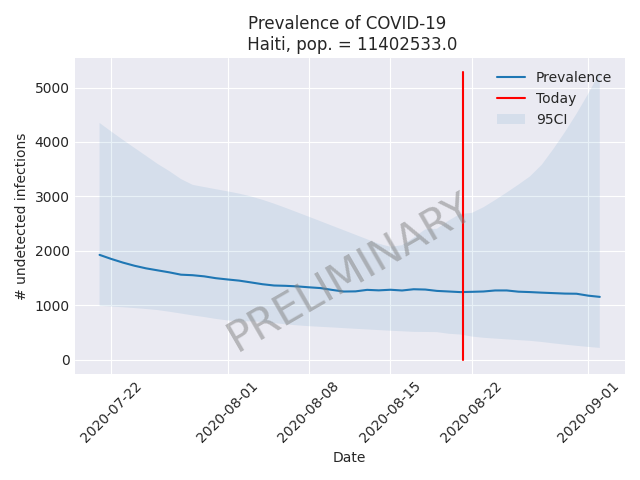 Prevalence of COVID-19
Haiti, pop. = 11402533.0
Prevalence
Today
95CI
# undetected infections
5000
4000
3000
2000
1000
0
PRELIMINARY
2020-07-22
2020-08-01
2020-08-08
2020-08-15
2020-08-22
2020-09-01
Date